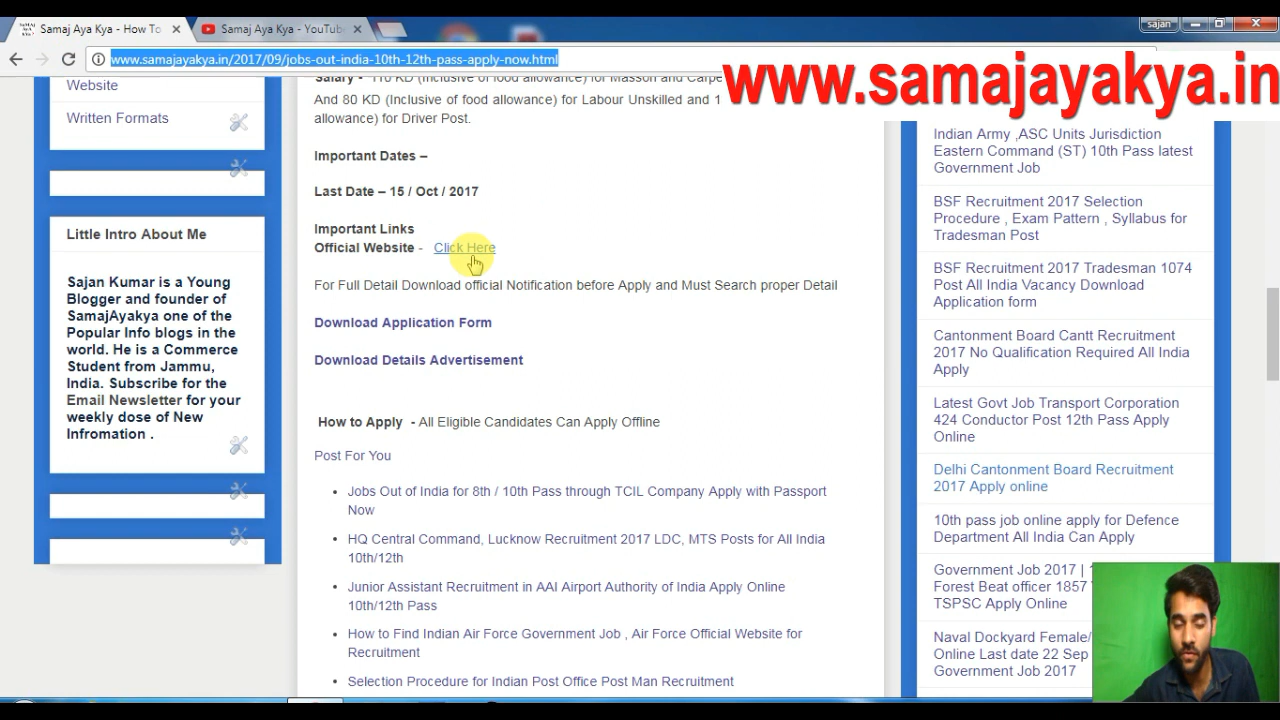 Samaj Aya Kya - How To
Samaj Aya Kya - YouTube
sajan
www.samajayakya.in/2017/09/jobs-out-india-10th-12th-pass-apply-now.html
www.samajayakya.in
Website
Written Formats
Little Intro About Me
Sajan Kumar is a Young
Blogger and founder of
SamajAyakya one of the
Popular Info blogs in the
world. He is a Commerce
Student from Jammu,
India. Subscribe for the
Email Newsletter for your
weekly dose of New
Infromation .
Salary - 110 KD (Inclusive of food allowance) for Masson and Carpe
And 80 KD (Inclusive of food allowance) for Labour Unskilled and 1
allowance) for Driver Post.
Important Dates –
Last Date – 15 / Oct / 2017
Important Links
Official Website - Click Here
For Full Detail Download official Notification before Apply and Must Search proper Detail
Download Application Form
Download Details Advertisement
How to Apply - All Eligible Candidates Can Apply Offline
Post For You
• Jobs Out of India for 8th / 10th Pass through TCIL Company Apply with Passport
Now
• HQ Central Command, Lucknow Recruitment 2017 LDC, MTS Posts for All India
10th/12th
• Junior Assistant Recruitment in AAI Airport Authority of India Apply Online
10th/12th Pass
• How to Find Indian Air Force Government Job , Air Force Official Website for
Recruitment
• Selection Procedure for Indian Post Office Post Man Recruitment
Indian Army ,ASC Units Jurisdiction
Eastern Command (ST) 10th Pass latest
Government Job
BSF Recruitment 2017 Selection
Procedure , Exam Pattern , Syllabus for
Tradesman Post
BSF Recruitment 2017 Tradesman 1074
Post All India Vacancy Download
Application form
Cantonment Board Cantt Recruitment
2017 No Qualification Required All India
Apply
Latest Govt Job Transport Corporation
424 Conductor Post 12th Pass Apply
Online
Delhi Cantonment Board Recruitment
2017 Apply online
10th pass job online apply for Defence
Department All India Can Apply
Government Job 2017 | 1
Forest Beat officer 1857
TSPSC Apply Online
Naval Dockyard Female/
Online Last date 22 Sep
Government Job 2017